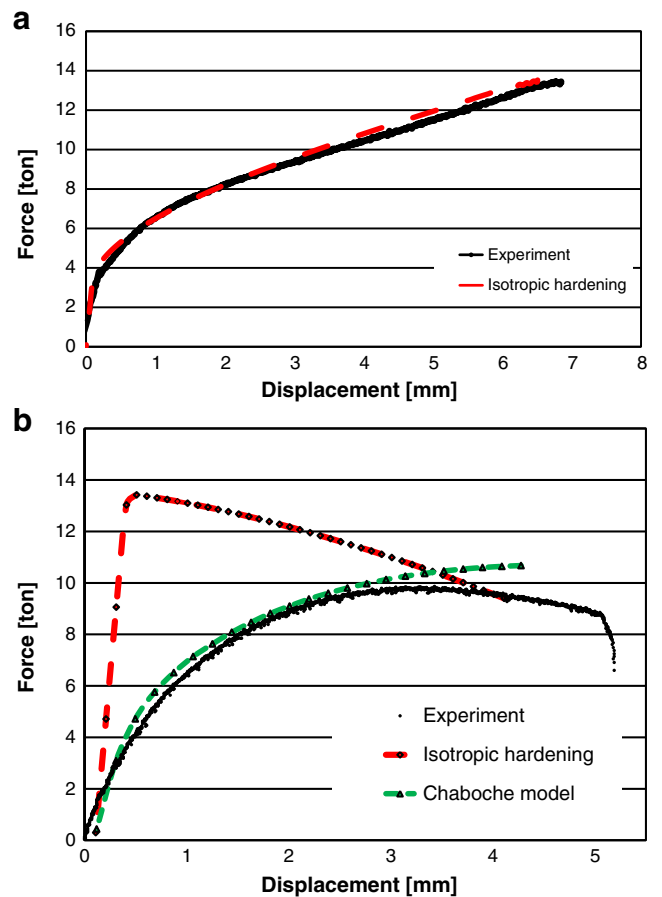 a
16
14
12
10
8
6
4
2
0
Force [ton]
Experiment
Isotropic hardening
0 1 2 3 4 5 6 7 8
Displacement [mm]
b
16
14
12
10
8
6
4
2
0
Force [ton]
Experiment
Isotropic hardening
Chaboche model
0 1 2 3 4 5
Displacement [mm]